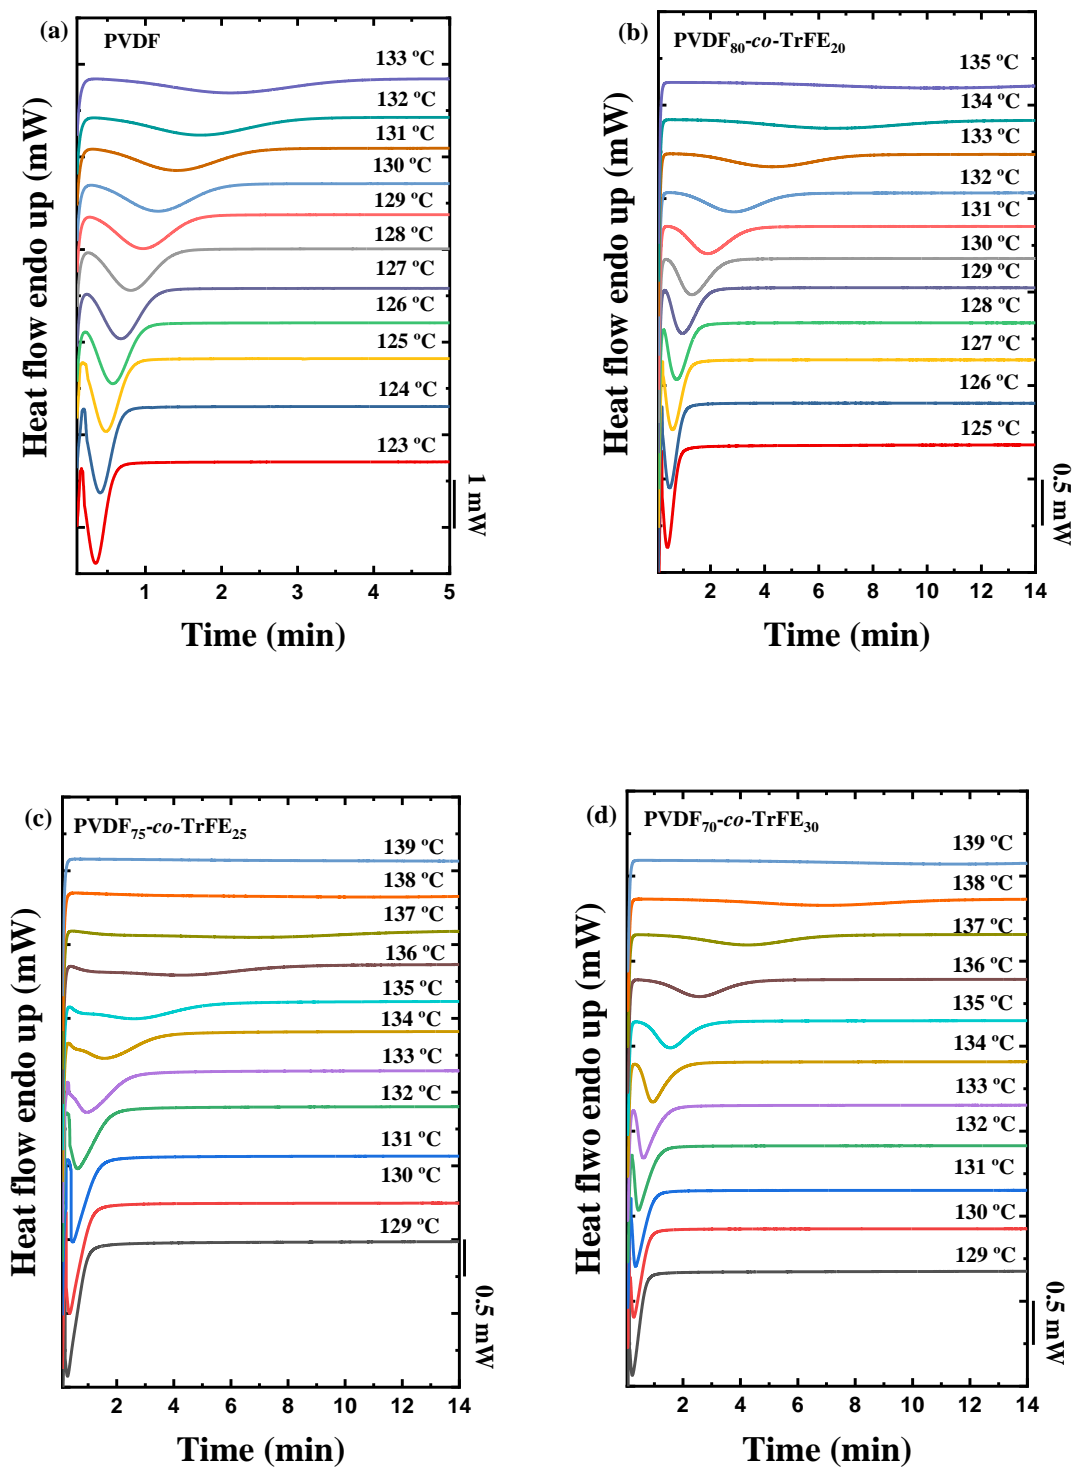 (a)
PVDF
133 ºC
132 ºC
131 ºC
130 ºC
129 ºC
128 ºC
127 ºC
126 ºC
125 ºC
124 ºC
123 ºC
Heat flow endo up (mW)
1 mW
1 2 3 4 5
Time (min)
(b)
PVDF80-co-TrFE20
135 ºC
134 ºC
133 ºC
132 ºC
131 ºC
130 ºC
129 ºC
128 ºC
127 ºC
126 ºC
125 ºC
Heat flow endo up (mW)
0.5 mW
2 4 6 8 10 12 14
Time (min)
(c)
PVDF75-co-TrFE25
139 ºC
138 ºC
137 ºC
136 ºC
135 ºC
134 ºC
133 ºC
132 ºC
131 ºC
130 ºC
129 ºC
Heat flow endo up (mW)
0.5 mW
2 4 6 8 10 12 14
Time (min)
(d)
PVDF70-co-TrFE30
139 ºC
138 ºC
137 ºC
136 ºC
135 ºC
134 ºC
133 ºC
132 ºC
131 ºC
130 ºC
129 ºC
Heat flwo endo up (mW)
0.5 mW
2 4 6 8 10 12 14
Time (min)